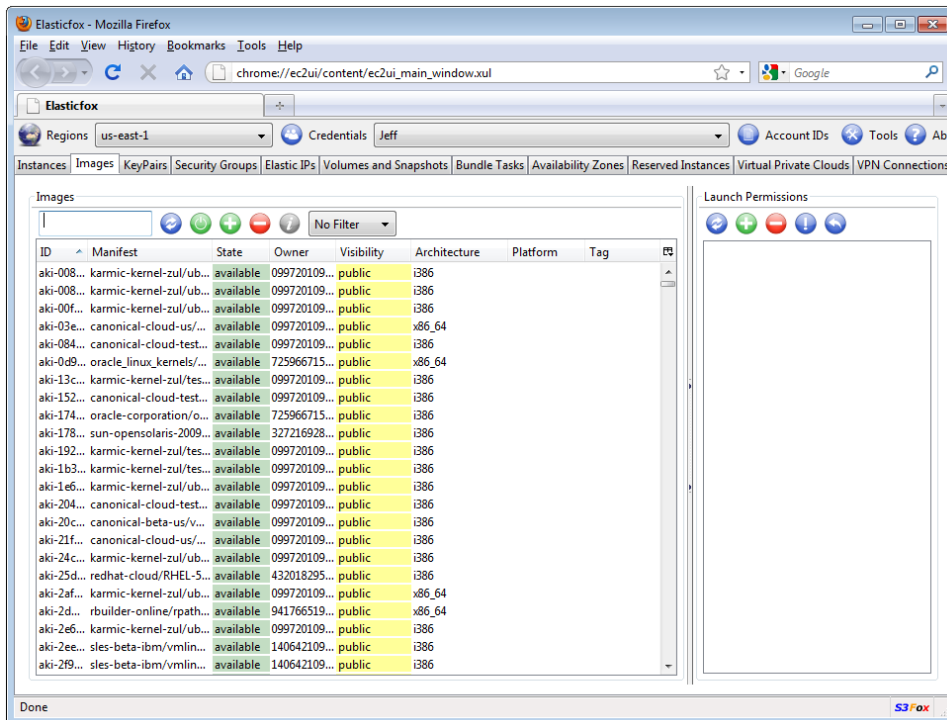 Elasticfox - Mozilla Firefox
File Edit View History Bookmarks Tools Help
chrome://ec2ui/content/ec2ui_main_window.xul Google
Elasticfox
Regions us-east-1 Credentials Jeff Account IDs Tools Ab
Instances Images KeyPairs Security Groups Elastic IPs Volumes and Snapshots Bundle Tasks Availability Zones Reserved Instances Virtual Private Clouds VPN Connections
Images Launch Permissions
No Filter
ID Manifest State Owner Visibility Architecture Platform Tag
aki-008... karmic-kernel-zul/ub... available 099720109... public i386
aki-008... karmic-kernel-zul/ub... available 099720109... public i386
aki-00f... karmic-kernel-zul/ub... available 099720109... public i386
aki-03e... canonical-cloud-us/... available 099720109... public x86_64
aki-084... canonical-cloud-test... available 099720109... public i386
aki-0d9... oracle_linux_kernels/... available 725966715... public x86_64
aki-13c... karmic-kernel-zul/tes... available 099720109... public i386
aki-152... canonical-cloud-test... available 099720109... public i386
aki-174... oracle-corporation/o... available 725966715... public i386
aki-178... sun-opensolaris-2009... available 327216928... public i386
aki-192... karmic-kernel-zul/tes... available 099720109... public i386
aki-1b3... karmic-kernel-zul/tes... available 099720109... public i386
aki-1e6... karmic-kernel-zul/ub... available 099720109... public i386
aki-204... canonical-cloud-test... available 099720109... public i386
aki-20c... canonical-beta-us/v... available 099720109... public i386
aki-21f... canonical-cloud-us/... available 099720109... public i386
aki-24c... karmic-kernel-zul/ub... available 099720109... public i386
aki-25d... redhat-cloud/RHEL-5... available 432018295... public i386
aki-2af... karmic-kernel-zul/ub... available 099720109... public x86_64
aki-2d... rbuilder-online/rpath... available 941766519... public x86_64
aki-2e6... karmic-kernel-zul/ub... available 099720109... public i386
aki-2ee... sles-beta-ibm/vmlin... available 140642109... public i386
aki-2f9... sles-beta-ibm/vmlin... available 140642109... public i386
Done S3Fox